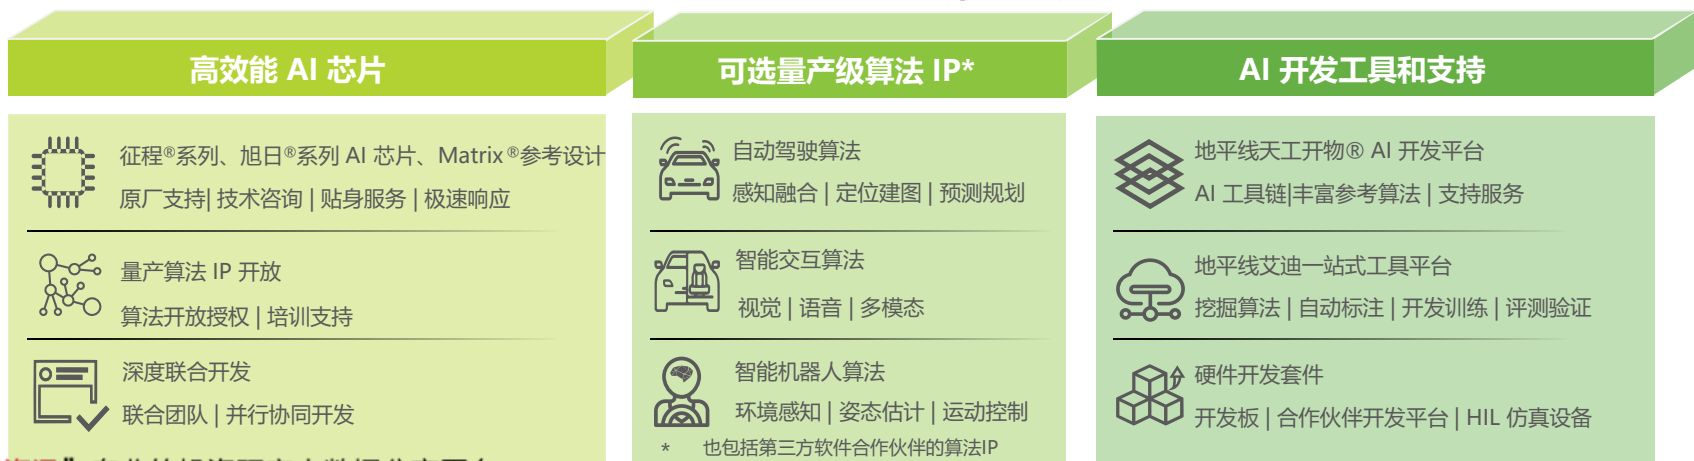 高效能 AI 芯片
征程®系列、旭日®系列 AI 芯片、Matrix ®参考设计
原厂支持| 技术咨询 | 贴身服务 | 极速响应
量产算法 IP 开放
算法开放授权 | 培训支持
深度联合开发
联合团队 | 并行协同开发
可选量产级算法 IP*
自动驾驶算法
感知融合 | 定位建图 | 预测规划
智能交互算法
视觉 | 语音 | 多模态
智能机器人算法
环境感知 | 姿态估计 | 运动控制
* 也包括第三方软件合作伙伴的算法IP
AI 开发工具和支持
地平线天工开物® AI 开发平台
AI 工具链|丰富参考算法 | 支持服务
地平线艾迪一站式工具平台
挖掘算法 | 自动标注 | 开发训练 | 评测验证
硬件开发套件
开发板 | 合作伙伴开发平台 | HIL 仿真设备